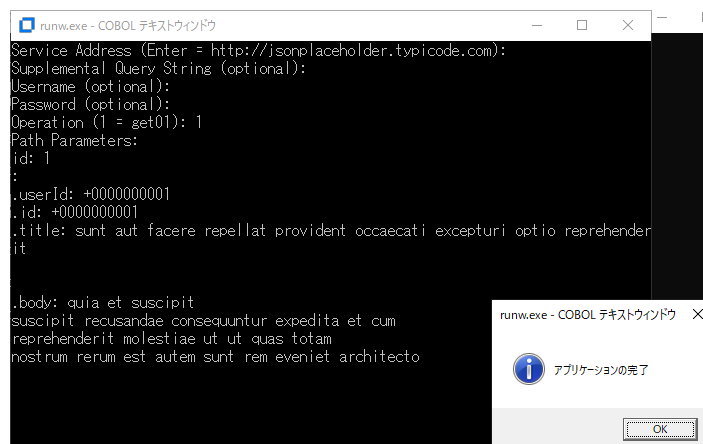 runw.exe - COBOL テキストウィンドウ
Service Address (Enter = http://jsonplaceholder.typicode.com):
Supplemental Query String (optional):
Username (optional):
Password (optional):
Operation (1 = get01): 1
Path Parameters:
id: 1
:
.userId: +0000000001
.id: +0000000001
.title: sunt aut facere repellat provident occaecati excepturi optio reprehender
it
.body: quia et suscipit
suscipit recusandae consequuntur expedita et cum
reprehenderit molestiae ut ut quas totam
nostrum rerum est autem sunt rem eveniet architecto
runw.exe - COBOL テキストウィンドウ
アプリケーションの完了
OK